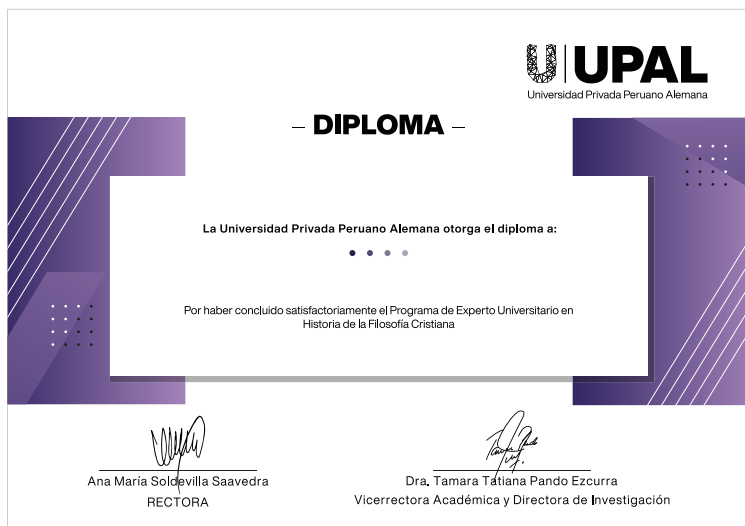 UPAL
Universidad Privada Peruano Alemana
– DIPLOMA –
La Universidad Privada Peruano Alemana otorga el diploma a:
Por haber concluido satisfactoriamente el Programa de Experto Universitario en
Historia de la Filosofía Cristiana
Ana María Soldevilla Saavedra
RECTORA
Dra. Tamara Tatiana Pando Ezcurra
Vicerrectora Académica y Directora de Investigación